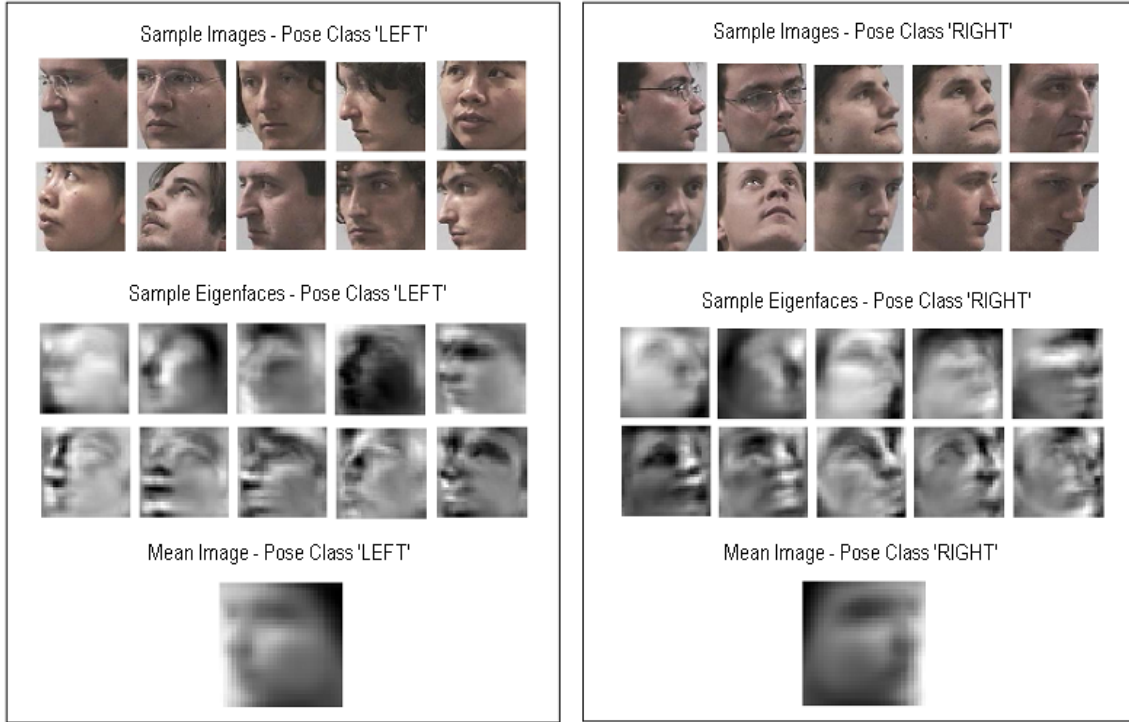 Sample Images - Pose Class 'LEFT'
Sample Eigenfaces - Pose Class 'LEFT'
Mean Image - Pose Class 'LEFT'
Sample Images - Pose Class 'RIGHT'
Sample Eigenfaces - Pose Class 'RIGHT'
Mean Image - Pose Class 'RIGHT'